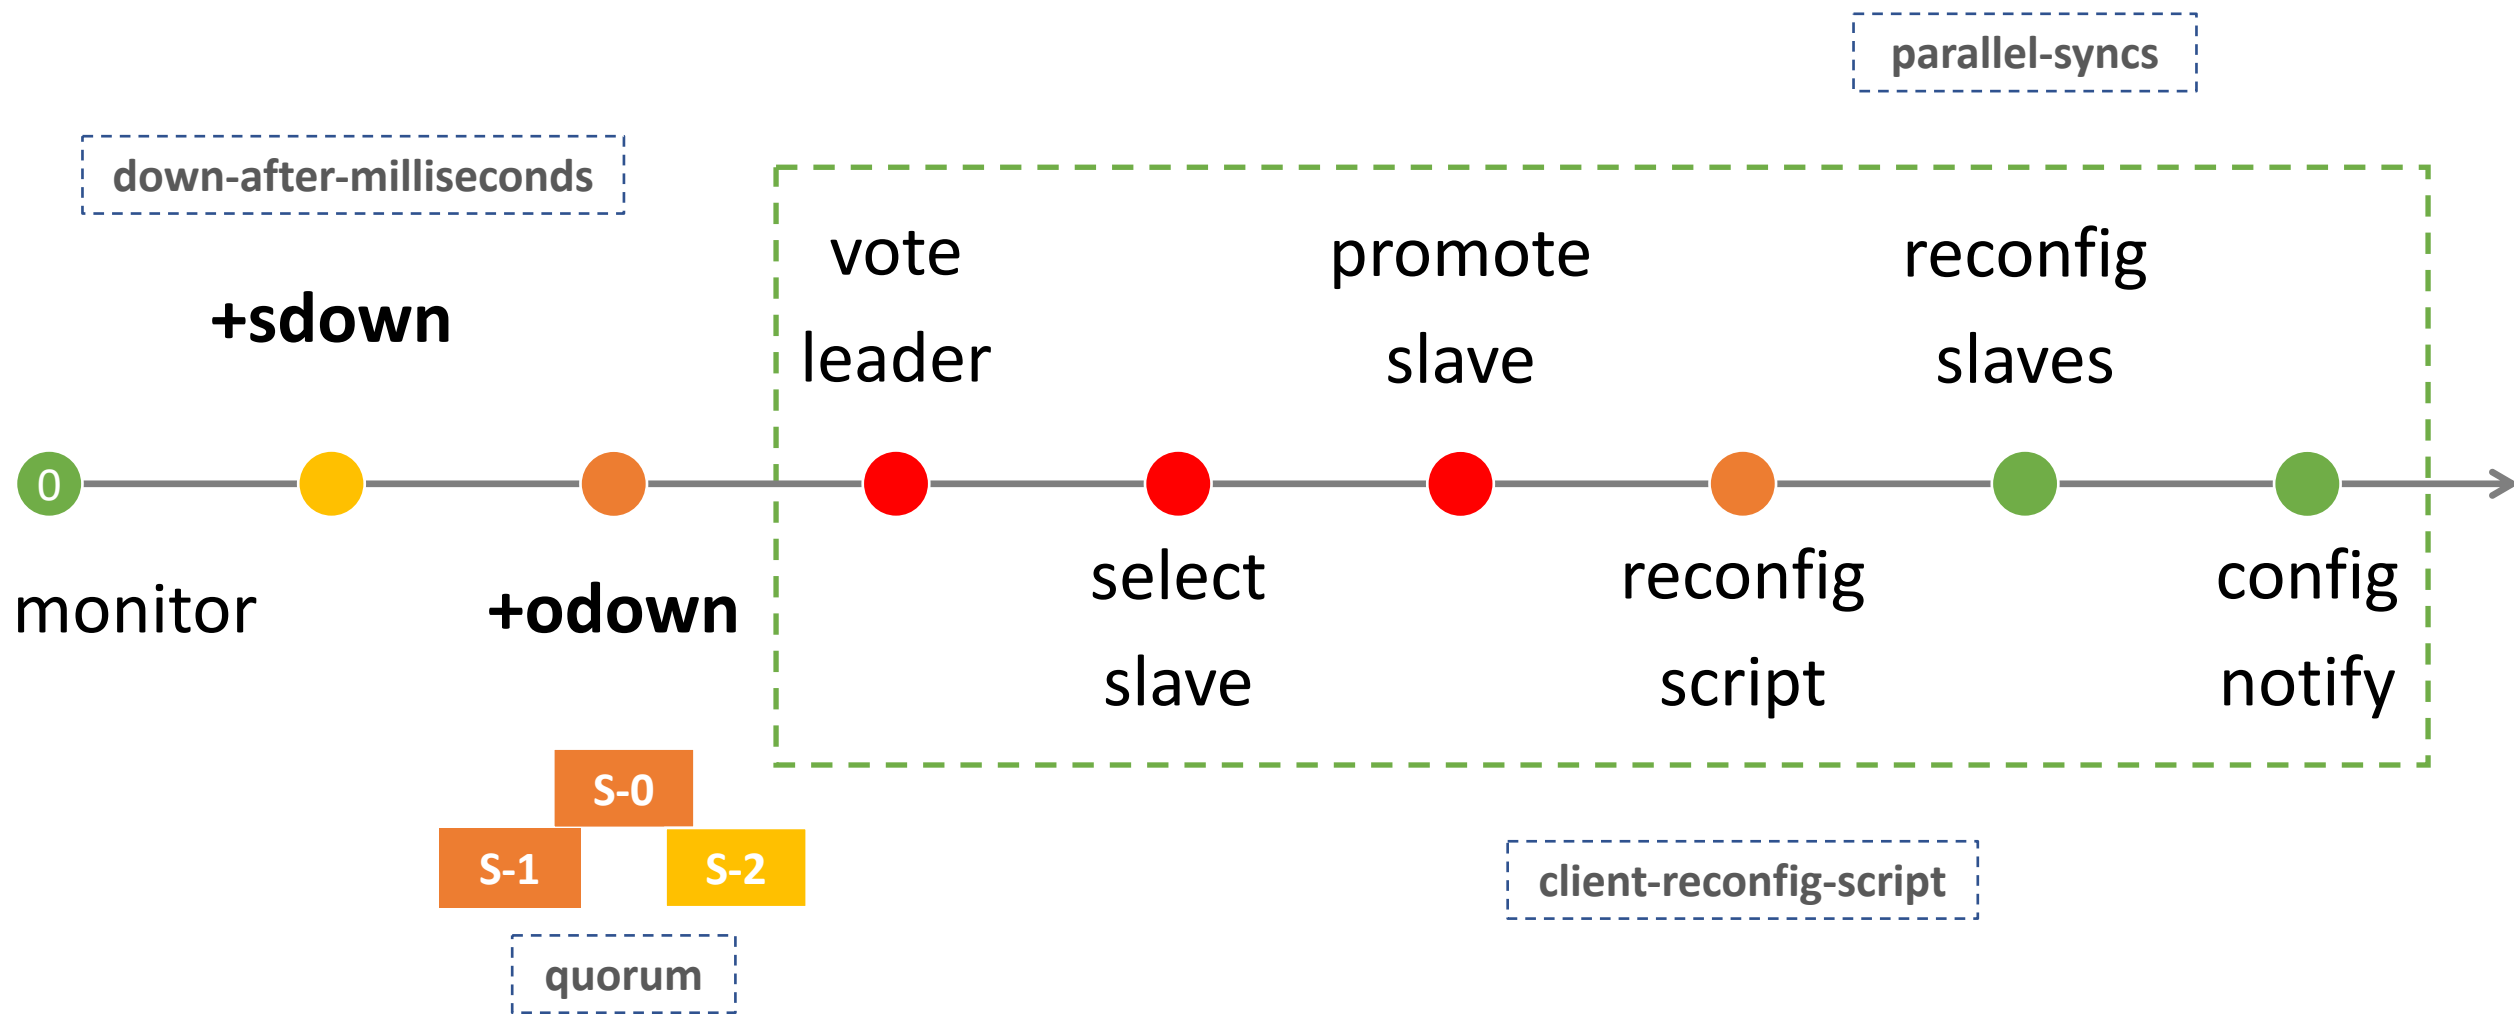 parallel-syncs
down-after-milliseconds
+sdown
vote
leader
promote
slave
reconfig
slaves
0
monitor
+odown
select
slave
reconfig
script
config
notify
S-0
S-1
S-2
quorum
client-reconfig-script